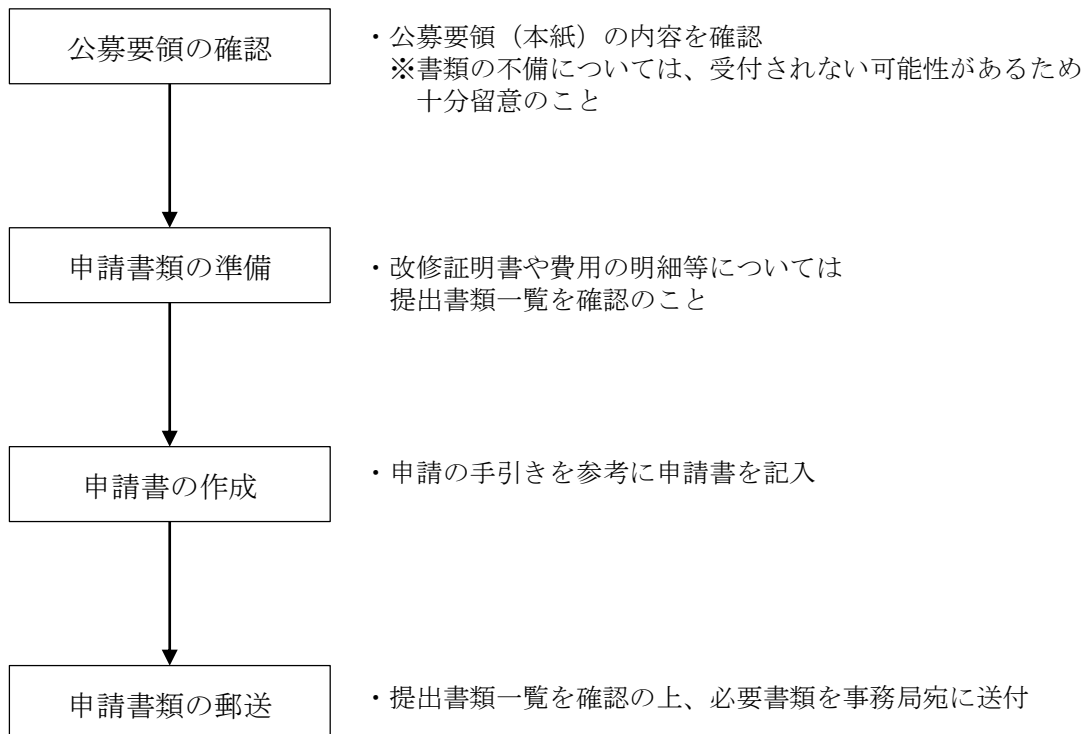 公募要領の確認
・公募要領（本紙）の内容を確認
※書類の不備については、受付されない可能性があるため
十分留意のこと
申請書類の準備
・改修証明書や費用の明細等については
提出書類一覧を確認のこと
申請書の作成
・申請の手引きを参考に申請書を記入
申請書類の郵送
・提出書類一覧を確認の上、必要書類を事務局宛に送付